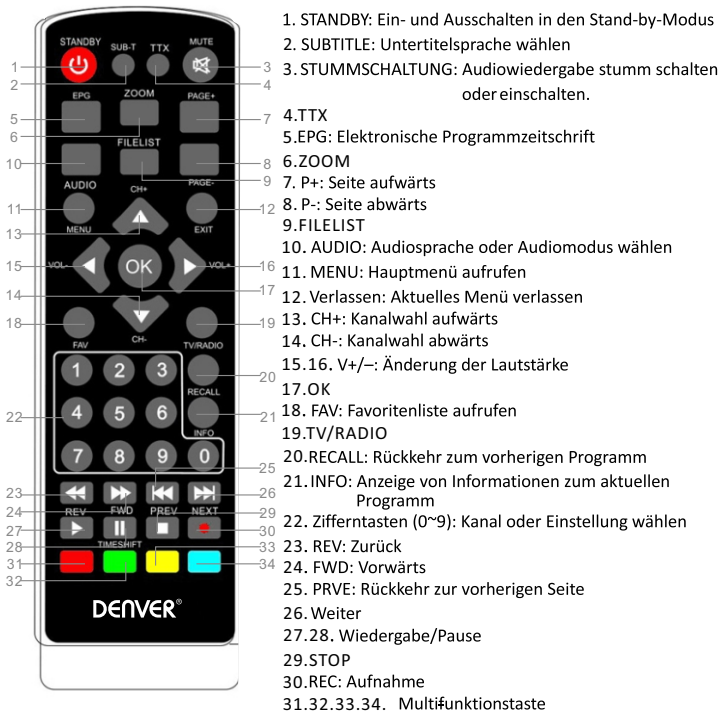 STANDBY
SUB-T
TTX
MUTE
1
2
3
4
EPG
ZOOM
PAGE+
5
6
7
FILELIST
10
8
9
AUDIO
CH+
PAGE-
11
12
MENU
EXIT
13
VOL-
OK
VOL+
15
16
14
17
18
19
FAV
CH-
TV/RADIO
1 2 3
20
RECALL
22
4 5 6
21
INFO
7 8 9 0
25
23
26
24
REV FWD PREV NEXT
29
27
30
28
TIMESHIFT
33
31
34
32
DENVER®
1. STANDBY: Ein- und Ausschalten in den Stand-by-Modus
2. SUBTITLE: Untertitelsprache wählen
3. STUMMSCHALTUNG: Audiowiedergabe stumm schalten
oder einschalten.
4.TTX
5.EPG: Elektronische Programmzeitschrift
6.ZOOM
7. P+: Seite aufwärts
8. P-: Seite abwärts
9.FILELIST
10. AUDIO: Audiosprache oder Audiomodus wählen
11. MENU: Hauptmenü aufrufen
12. Verlassen: Aktuelles Menü verlassen
13. CH+: Kanalwahl aufwärts
14. CH-: Kanalwahl abwärts
15.16. V+/–: Änderung der Lautstärke
17.OK
18. FAV: Favoritenliste aufrufen
19.TV/RADIO
20.RECALL: Rückkehr zum vorherigen Programm
21.INFO: Anzeige von Informationen zum aktuellen
Programm
22. Zifferntasten (0~9): Kanal oder Einstellung wählen
23. REV: Zurück
24. FWD: Vorwärts
25. PRVE: Rückkehr zur vorherigen Seite
26. Weiter
27.28. Wiedergabe/Pause
29.STOP
30.REC: Aufnahme
31.32.33.34. Multifunktionstaste